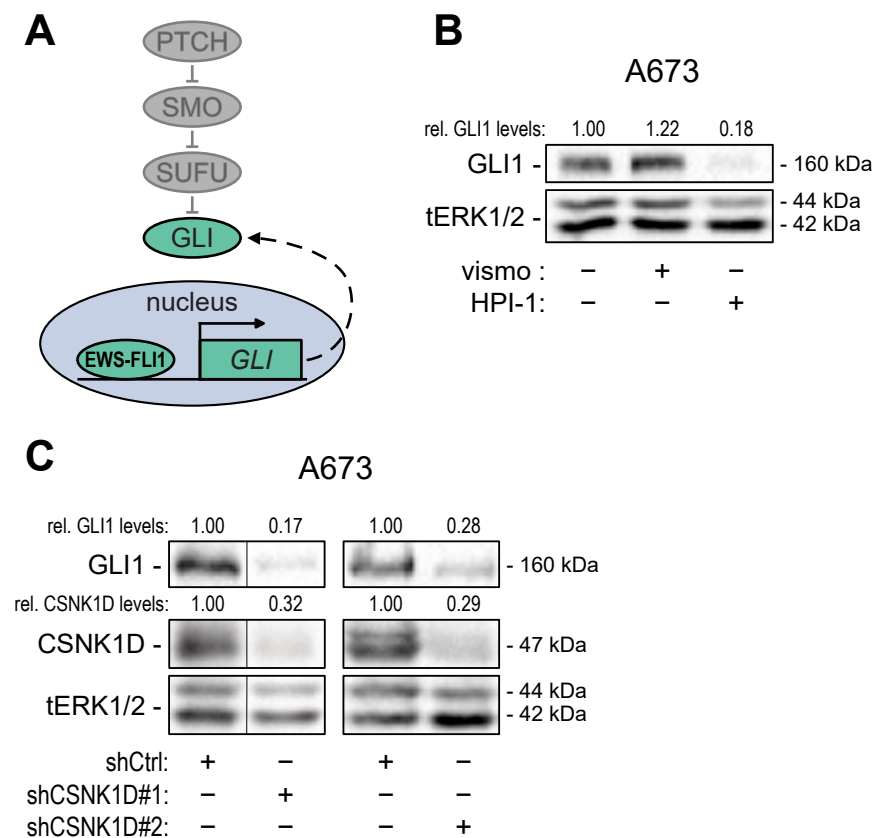 A
PTCH
SMO
SUFU
GLI
nucleus
EWS-FLI1
GLI
B
A673
rel. GLI1 levels: 1.00 1.22 0.18
GLI1 - - 160 kDa
tERK1/2 - - 44 kDa
- 42 kDa
vismo : – + –
HPI-1: – – +
C
A673
rel. GLI1 levels: 1.00 0.17 1.00 0.28
GLI1 - - 160 kDa
rel. CSNK1D levels: 1.00 0.32 1.00 0.29
CSNK1D - - 47 kDa
tERK1/2 - - 44 kDa
- 42 kDa
shCtrl: + – + –
shCSNK1D#1: – + – –
shCSNK1D#2: – – – +